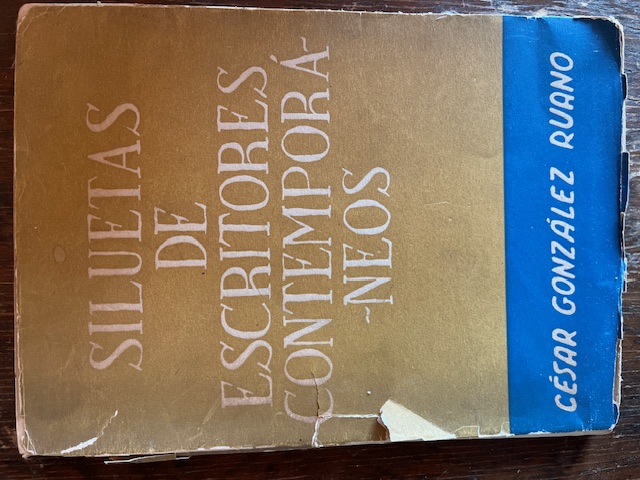 SILUETAS
DE
ESCRITORES
CONTEMPORÁ-
-NEOS
CÉSAR GONZÁLEZ RUANO